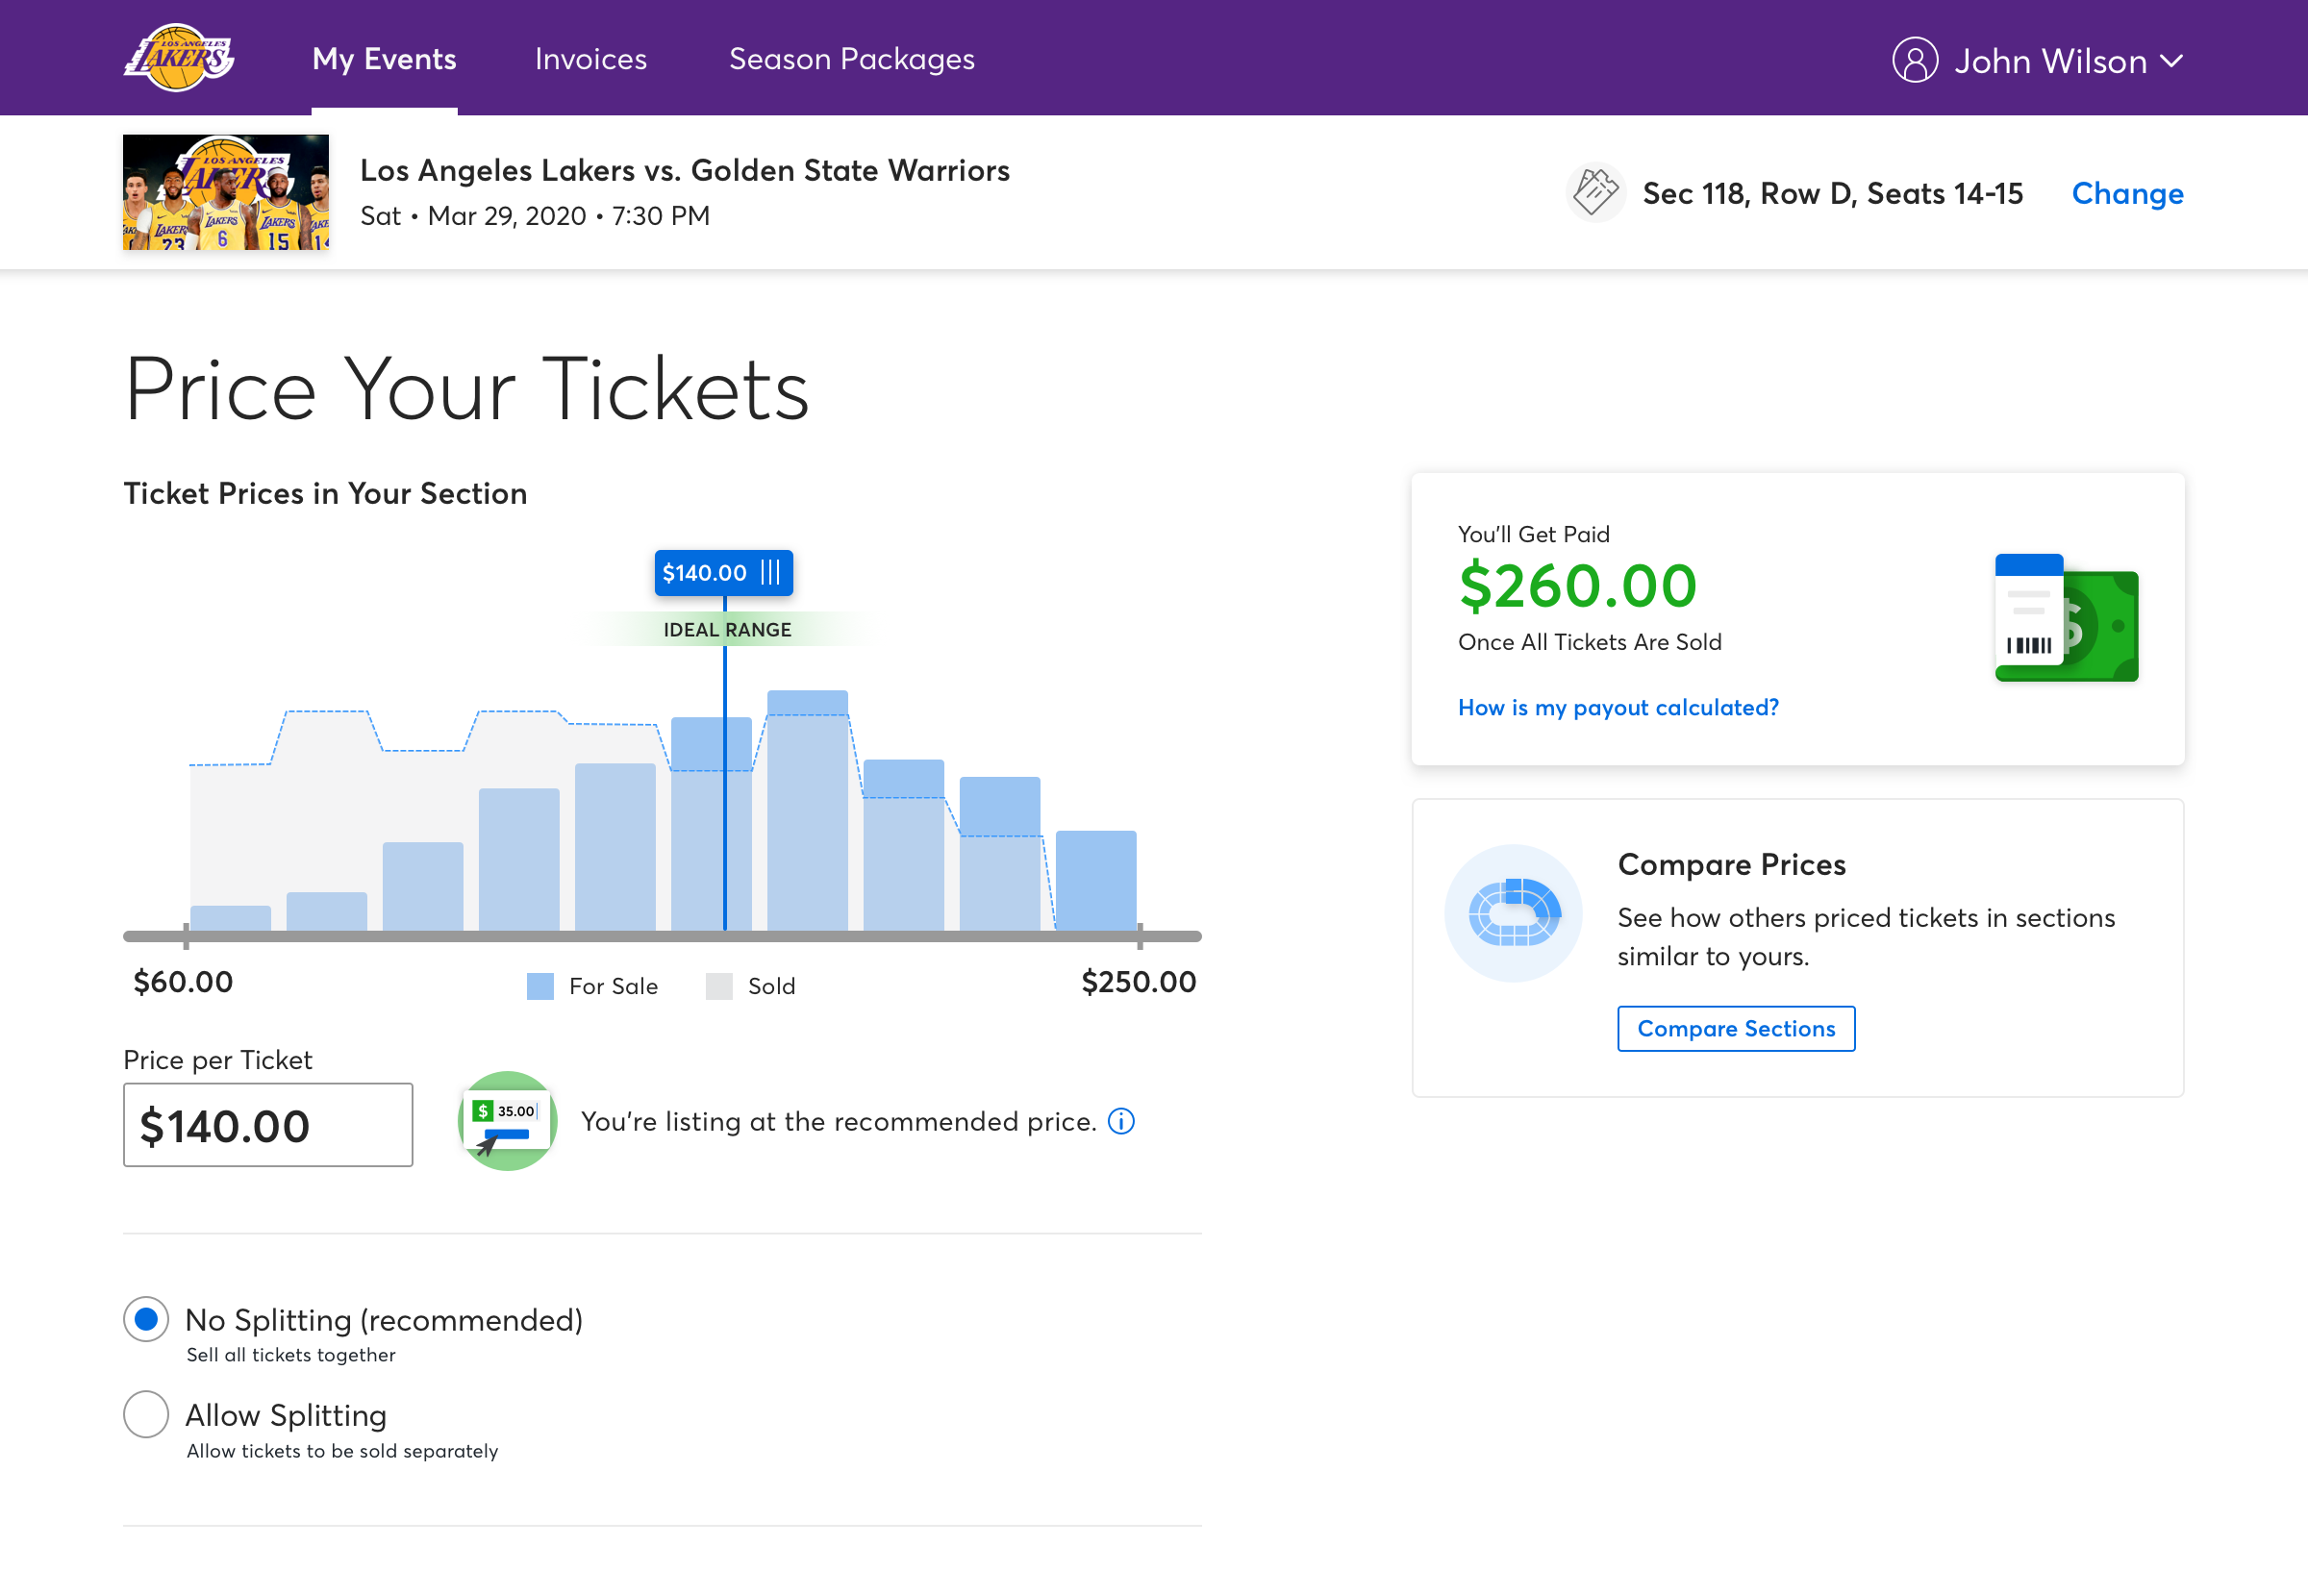 LOS ANGELES
LAKERS
My Events
Invoices
Season Packages
John Wilson
LOS ANGELES
LAKERS
LAKERS
LAKERS
LAKERS
23
6
15
Los Angeles Lakers vs. Golden State Warriors
Sat • Mar 29, 2020 • 7:30 PM
Sec 118, Row D, Seats 14-15
Change
Price Your Tickets
Ticket Prices in Your Section
$140.00
IDEAL RANGE
$60.00
For Sale
Sold
$250.00
Price per Ticket
$140.00
$ 35.00
You're listing at the recommended price.
No Splitting (recommended)
Sell all tickets together
Allow Splitting
Allow tickets to be sold separately
You'll Get Paid
$260.00
Once All Tickets Are Sold
How is my payout calculated?
$
Compare Prices
See how others priced tickets in sections
similar to yours.
Compare Sections